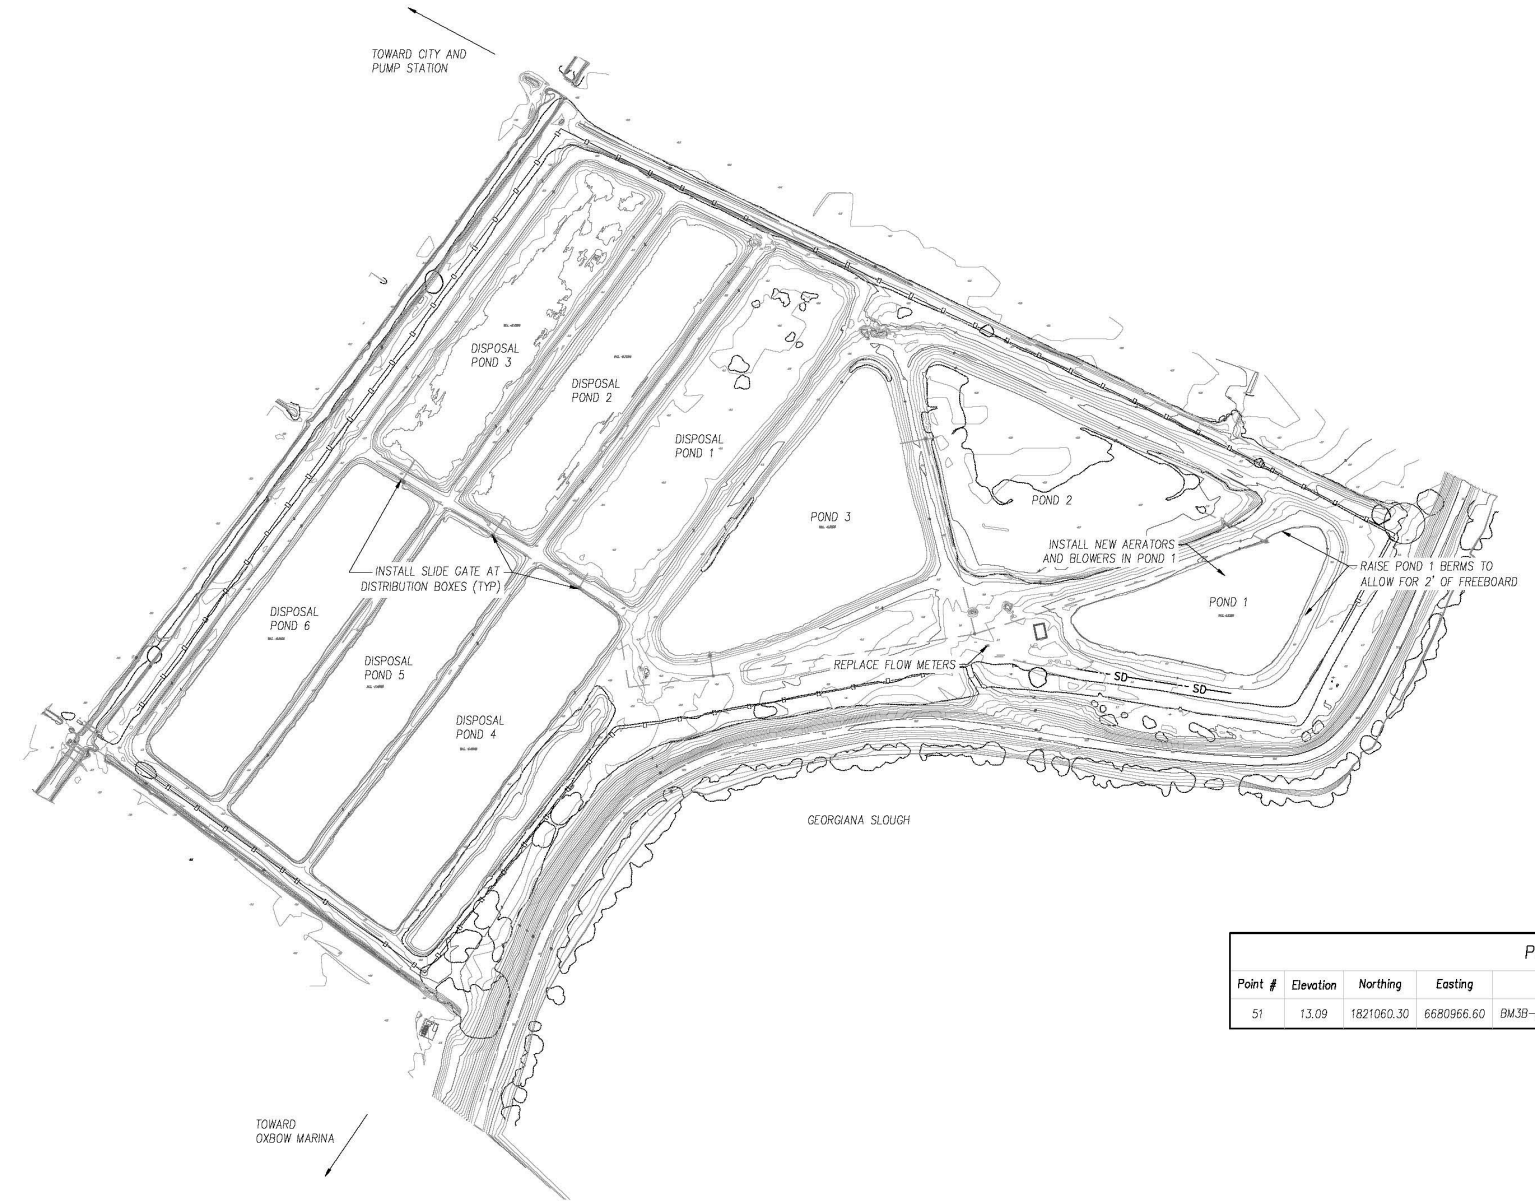 TOWARD CITY AND
PUMP STATION
DISPOSAL
POND 3
DISPOSAL
POND 2
DISPOSAL
POND 1
POND 3
POND 2
INSTALL NEW AERATORS
AND BLOWERS IN POND 1
RAISE POND 1 BERMS TO
ALLOW FOR 2' OF FREEBOARD
INSTALL SLIDE GATE AT
DISTRIBUTION BOXES (TYP)
POND 1
DISPOSAL
POND 6
DISPOSAL
POND 5
REPLACE FLOW METERS
SD
SD
DISPOSAL
POND 4
GEORGIANA SLOUGH
P
Point # Elevation Northing Easting
51 13.09 1821060.30 6680966.60 BM3B-
TOWARD
OXBOW MARINA